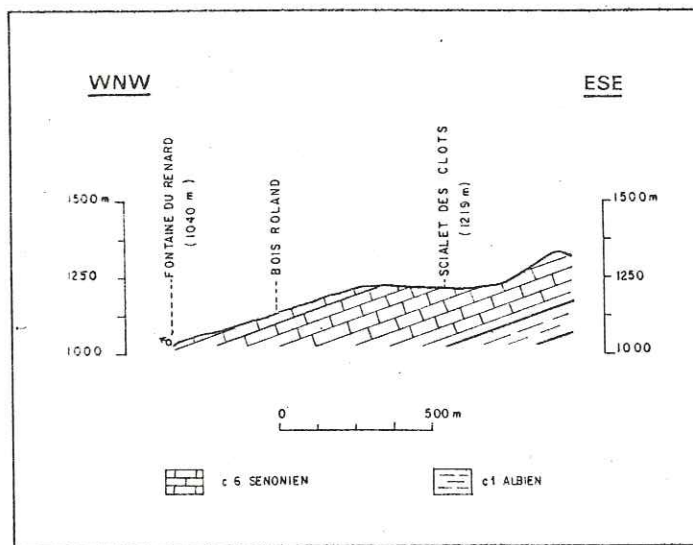 WNW
ESE
FONTAINE DU RENARD
(1040 m)
BOIS ROLAND
SCIALET DES CLOTS
(1219 m)
1500 m
1250
1000
1500 m
1250
1000
0
500 m
c 6 SENONIEN
c1 ALBIEN